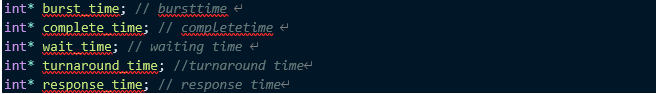 int* burst_time; // bursttime ↵
int* complete_time; // completetime ↵
int* wait_time; // waiting time ↵
int* turnaround_time; //turnaround time↵
int* response_time; // response time↵